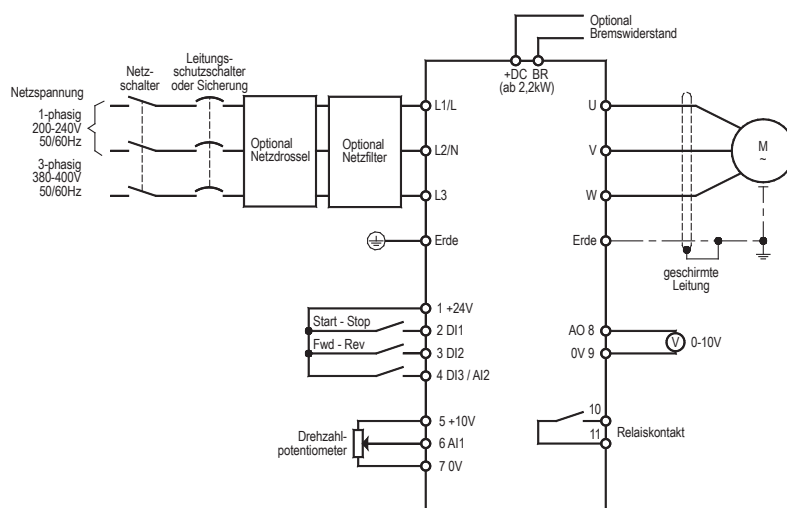 Optional
Bremswiderstand
+DC BR
(ab 2,2kW)
Netzspannung
Netz-
schalter
Leitungs-
schutzschalter
oder Sicherung
1-phasig
200-240V
50/60Hz
3-phasig
380-400V
50/60Hz
Optional
Netzdrossel
Optional
Netzfilter
L1/L
L2/N
L3
Erde
U
V
W
Erde
M
~
geschirmte
Leitung
1 +24V
Start - Stop
2 DI1
Fwd - Rev
3 DI2
4 DI3 / AI2
AO 8
0V 9
V
0-10V
Drehzahl-
potentiometer
5 +10V
6 AI1
7 0V
10
11
Relaiskontakt